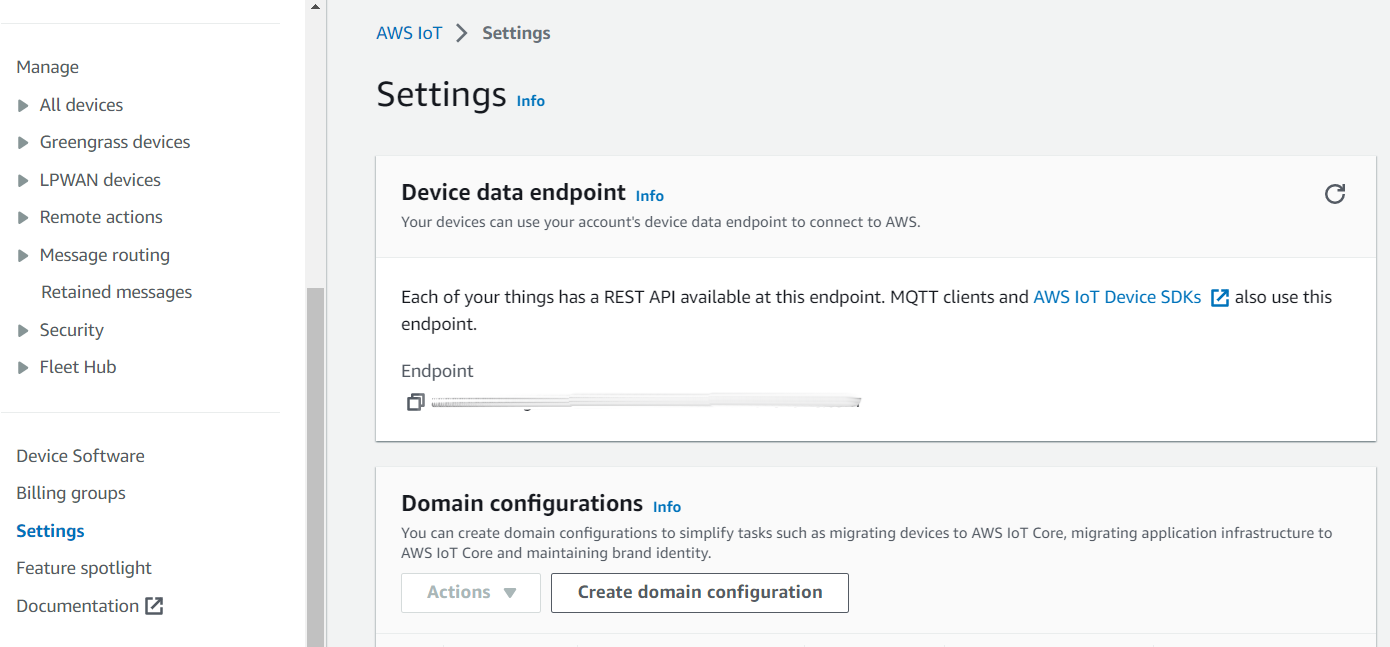 Manage
All devices
Greengrass devices
LPWAN devices
Remote actions
Message routing
Retained messages
Security
Fleet Hub
Device Software
Billing groups
Settings
Feature spotlight
Documentation
AWS IoT > Settings
Settings Info
Device data endpoint Info
Your devices can use your account's device data endpoint to connect to AWS.
Each of your things has a REST API available at this endpoint. MQTT clients and AWS IoT Device SDKs also use this
endpoint.
Endpoint
Domain configurations Info
You can create domain configurations to simplify tasks such as migrating devices to AWS IoT Core, migrating application infrastructure to
AWS IoT Core and maintaining brand identity.
Actions
Create domain configuration